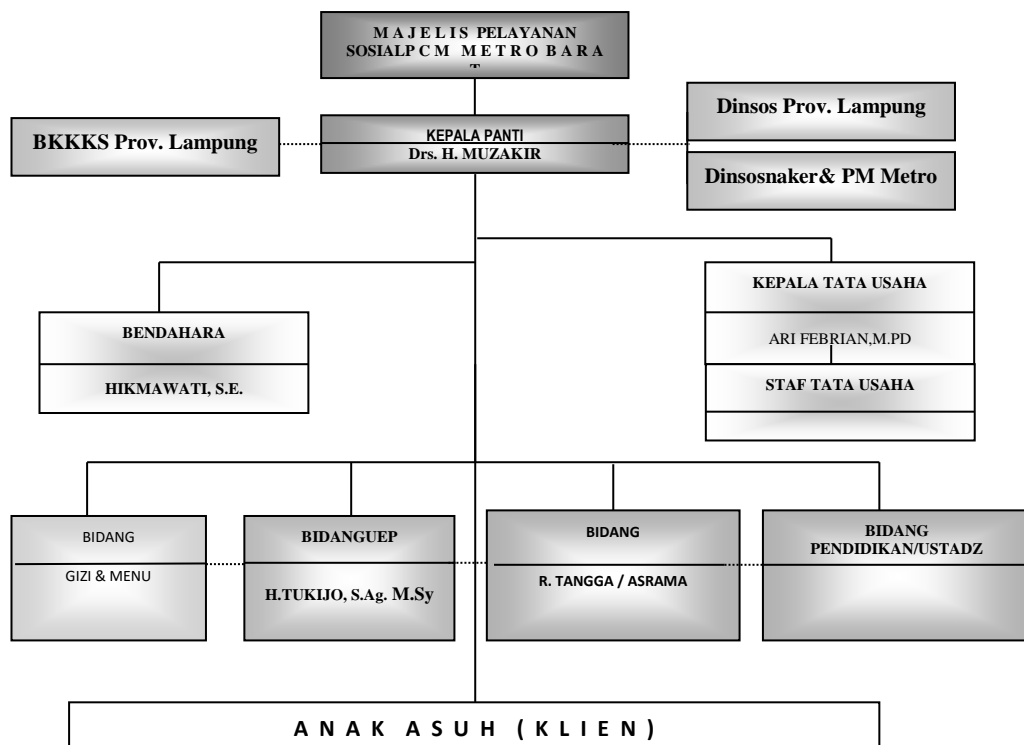 M A J E L I S PELAYANAN
SOSIALP C M M E T R O B A R A
T
Dinsos Prov. Lampung
BKKKS Prov. Lampung
KEPALA PANTI
Drs. H. MUZAKIR
Dinsosnaker& PM Metro
KEPALA TATA USAHA
ARI FEBRIAN,M.PD
STAF TATA USAHA
BENDAHARA
HIKMAWATI, S.E.
BIDANG
GIZI & MENU
BIDANGUEP
H.TUKIJO, S.Ag. M.Sy
BIDANG
R. TANGGA / ASRAMA
BIDANG
PENDIDIKAN/USTADZ
A N A K A S U H ( K L I E N )